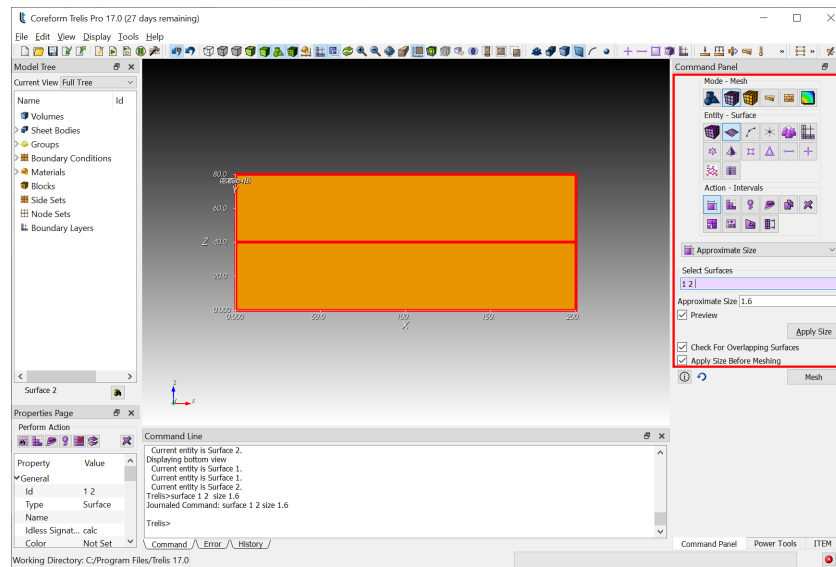 Coreform Trelis Pro 17.0 (27 days remaining)
File Edit View Display Tools Help
Model Tree
Current View Full Tree
Name Id
Volumes
Sheet Bodies
Groups
Boundary Conditions
Materials
Blocks
Side Sets
Node Sets
Boundary Layers
Surface 2
Properties Page
Perform Action
Property Value
General
Id 1 2
Type Surface
Name
Idless Signat... calc
Color Not Set
80.0
60.0
Z 40.0
20.0
0.000
0.000 50.0 100. 150. 200.
X
Y
Z
X
Command Line
Current entity is Surface 2.
Displaying bottom view
Current entity is Surface 1.
Current entity is Surface 1.
Current entity is Surface 2.
Trelis>surface 1 2 size 1.6
Journaled Command: surface 1 2 size 1.6
Trelis>
Command Error History
Command Panel
Mode - Mesh
Entity - Surface
Action - Intervals
Approximate Size
Select Surfaces
1 2
Approximate Size 1.6
Preview
Apply Size
Check For Overlapping Surfaces
Apply Size Before Meshing
Mesh
Command Panel Power Tools ITEM
Working Directory: C:/Program Files/Trelis 17.0